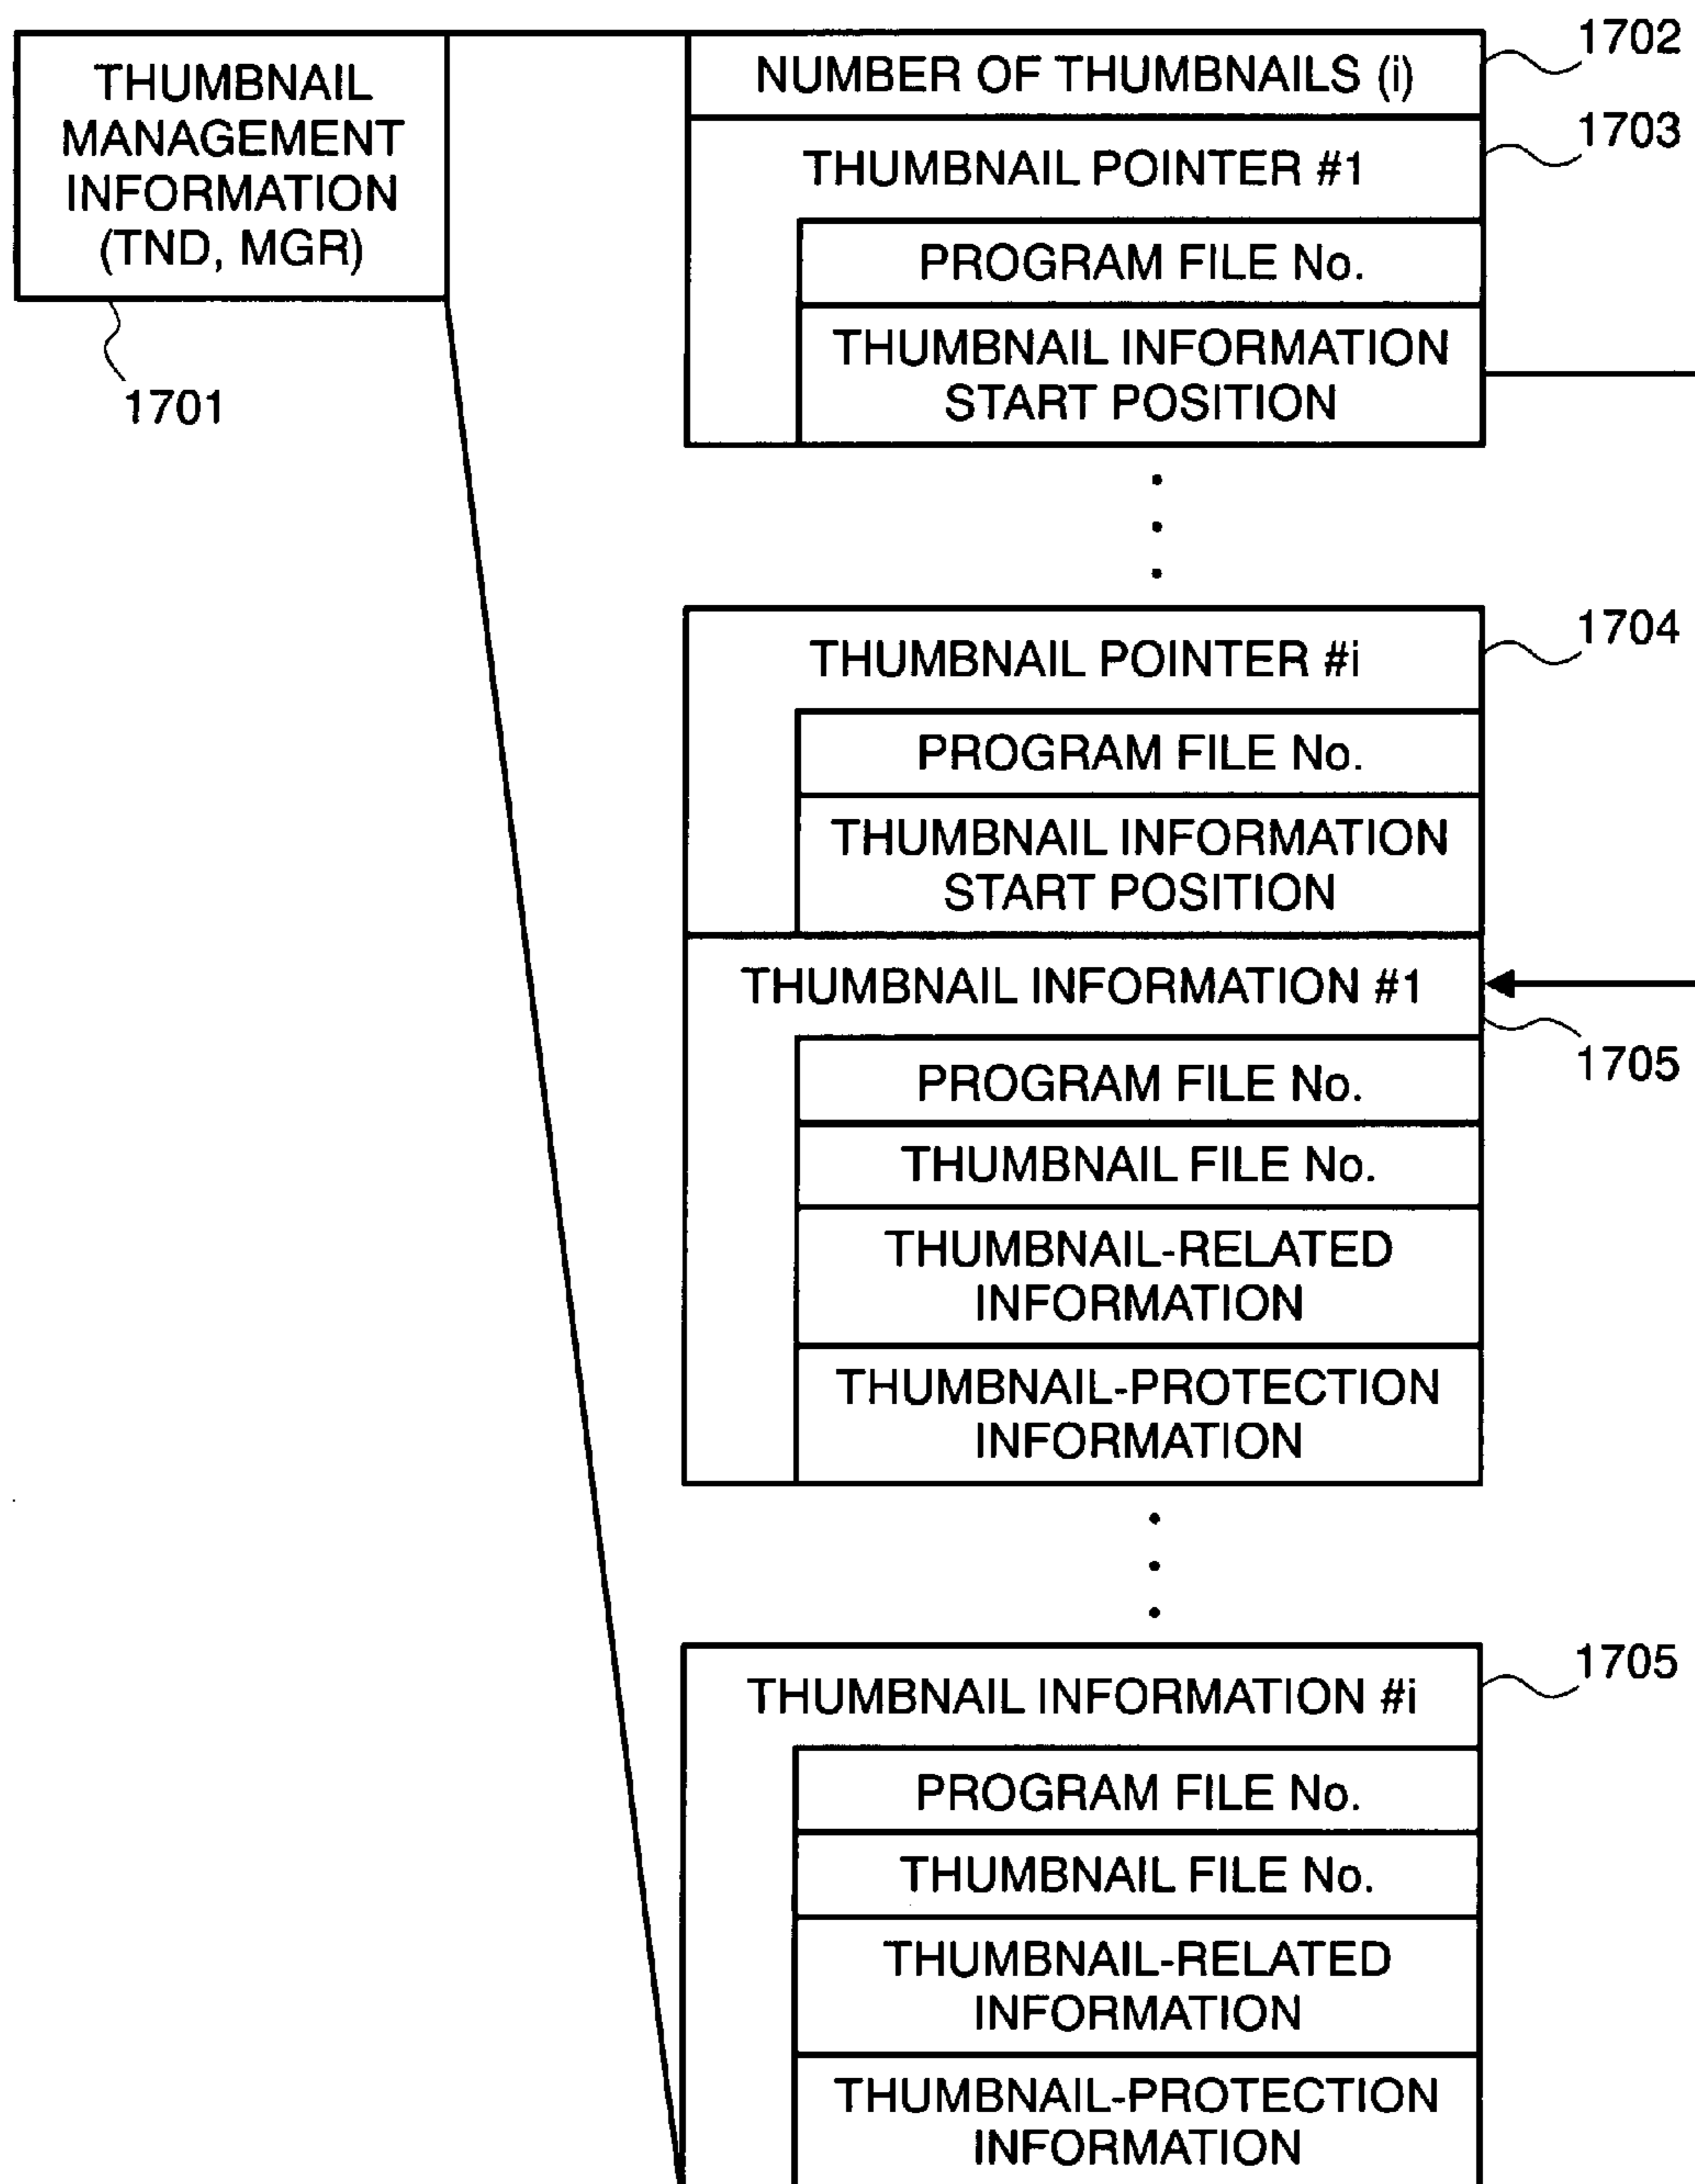 THUMBNAIL
MANAGEMENT
INFORMATION
(TND, MGR)
1701
NUMBER OF THUMBNAILS (i)
1702
THUMBNAIL POINTER #1
1703
PROGRAM FILE No.
THUMBNAIL INFORMATION
START POSITION
THUMBNAIL POINTER #i
1704
PROGRAM FILE No.
THUMBNAIL INFORMATION
START POSITION
THUMBNAIL INFORMATION #1
1705
PROGRAM FILE No.
THUMBNAIL FILE No.
THUMBNAIL-RELATED
INFORMATION
THUMBNAIL-PROTECTION
INFORMATION
THUMBNAIL INFORMATION #i
1705
PROGRAM FILE No.
THUMBNAIL FILE No.
THUMBNAIL-RELATED
INFORMATION
THUMBNAIL-PROTECTION
INFORMATION